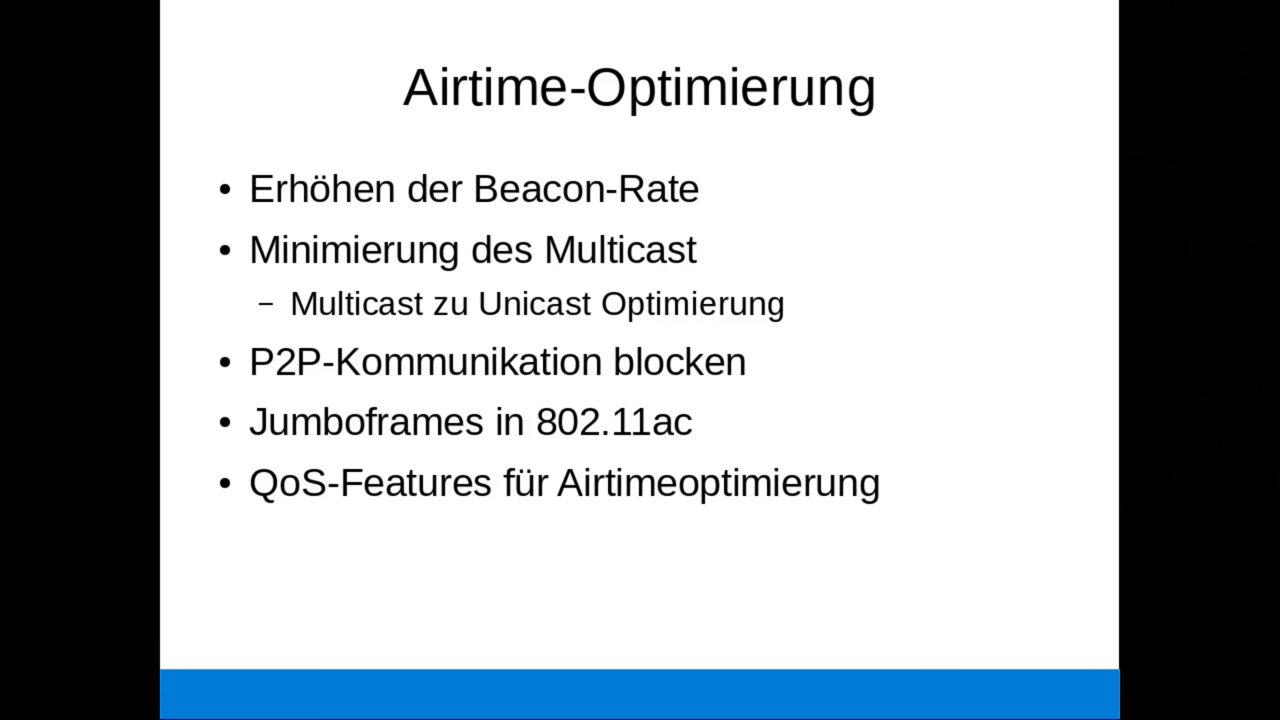 Airtime-Optimierung
• Erhöhen der Beacon-Rate
• Minimierung des Multicast
– Multicast zu Unicast Optimierung
• P2P-Kommunikation blocken
• Jumboframes in 802.11ac
• QoS-Features für Airtimeoptimierung